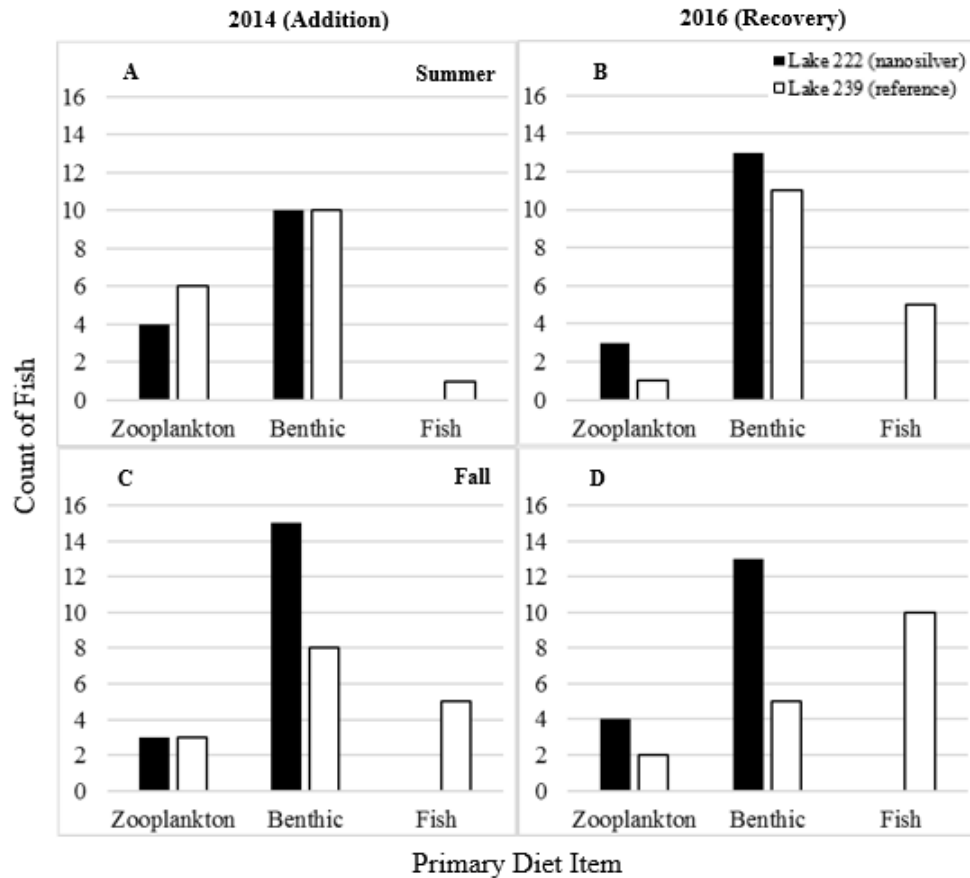 2014 (Addition)
2016 (Recovery)
A
Summer
16
14
12
10
8
6
4
2
0
Zooplankton Benthic Fish
B
Lake 222 (nanosilver)
Lake 239 (reference)
16
14
12
10
8
6
4
2
0
Zooplankton Benthic Fish
C
Fall
16
14
12
10
8
6
4
2
0
Zooplankton Benthic Fish
D
16
14
12
10
8
6
4
2
0
Zooplankton Benthic Fish
Count of Fish
Primary Diet Item